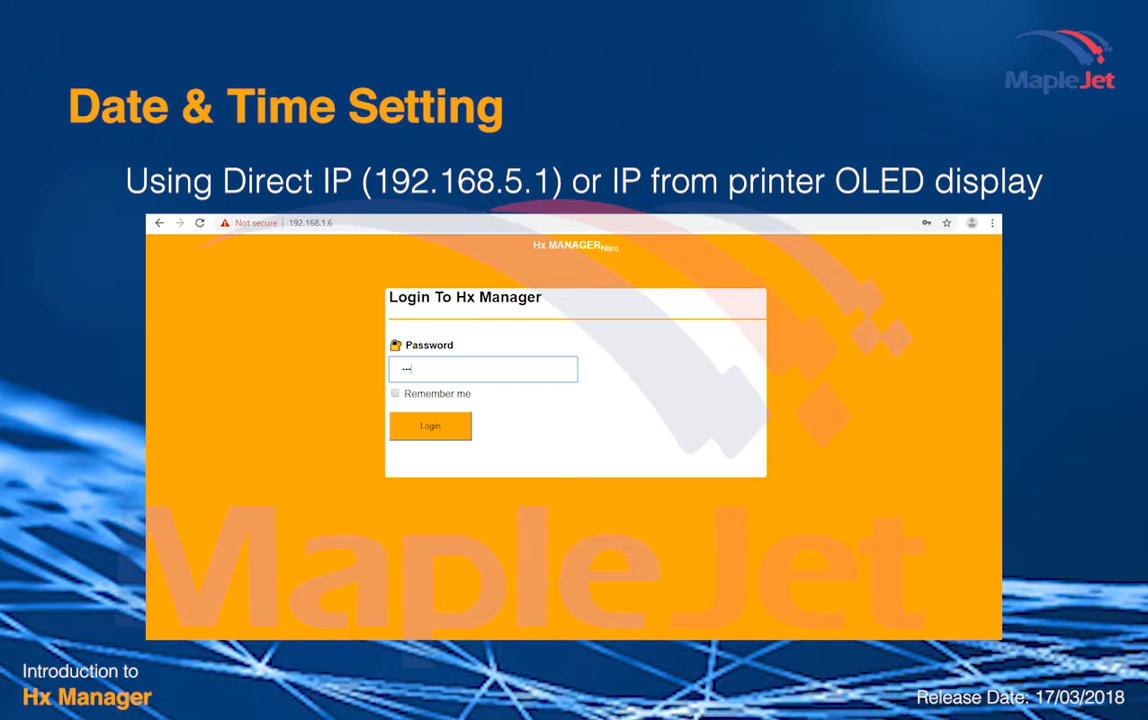 MapleJet
Date & Time Setting
Using Direct IP (192.168.5.1) or IP from printer OLED display
Not secure | 192.168.1.6
Hx MANAGER Nitro
Login To Hx Manager
Password
Remember me
Login
MapleJet
Introduction to
Hx Manager
Release Date: 17/03/2018